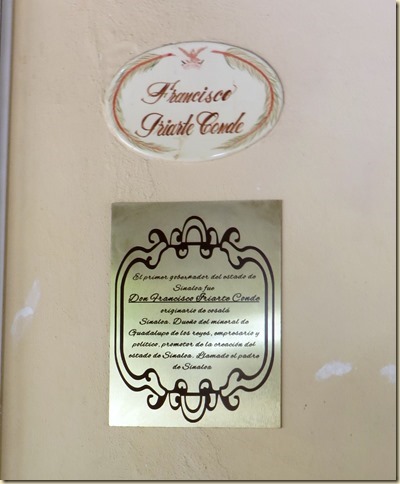 Francisco
Iriarte Conde
El primer gobernador del estado de
Sinaloa fue
Don Francisco Iriarte Conde
originario de cosalá
Sinaloa. Dueño del mineral de
Guadalupe de los reyes, empresario y
politico, promotor de la creación del
estado de Sinaloa. Llamado el padre
de Sinaloa